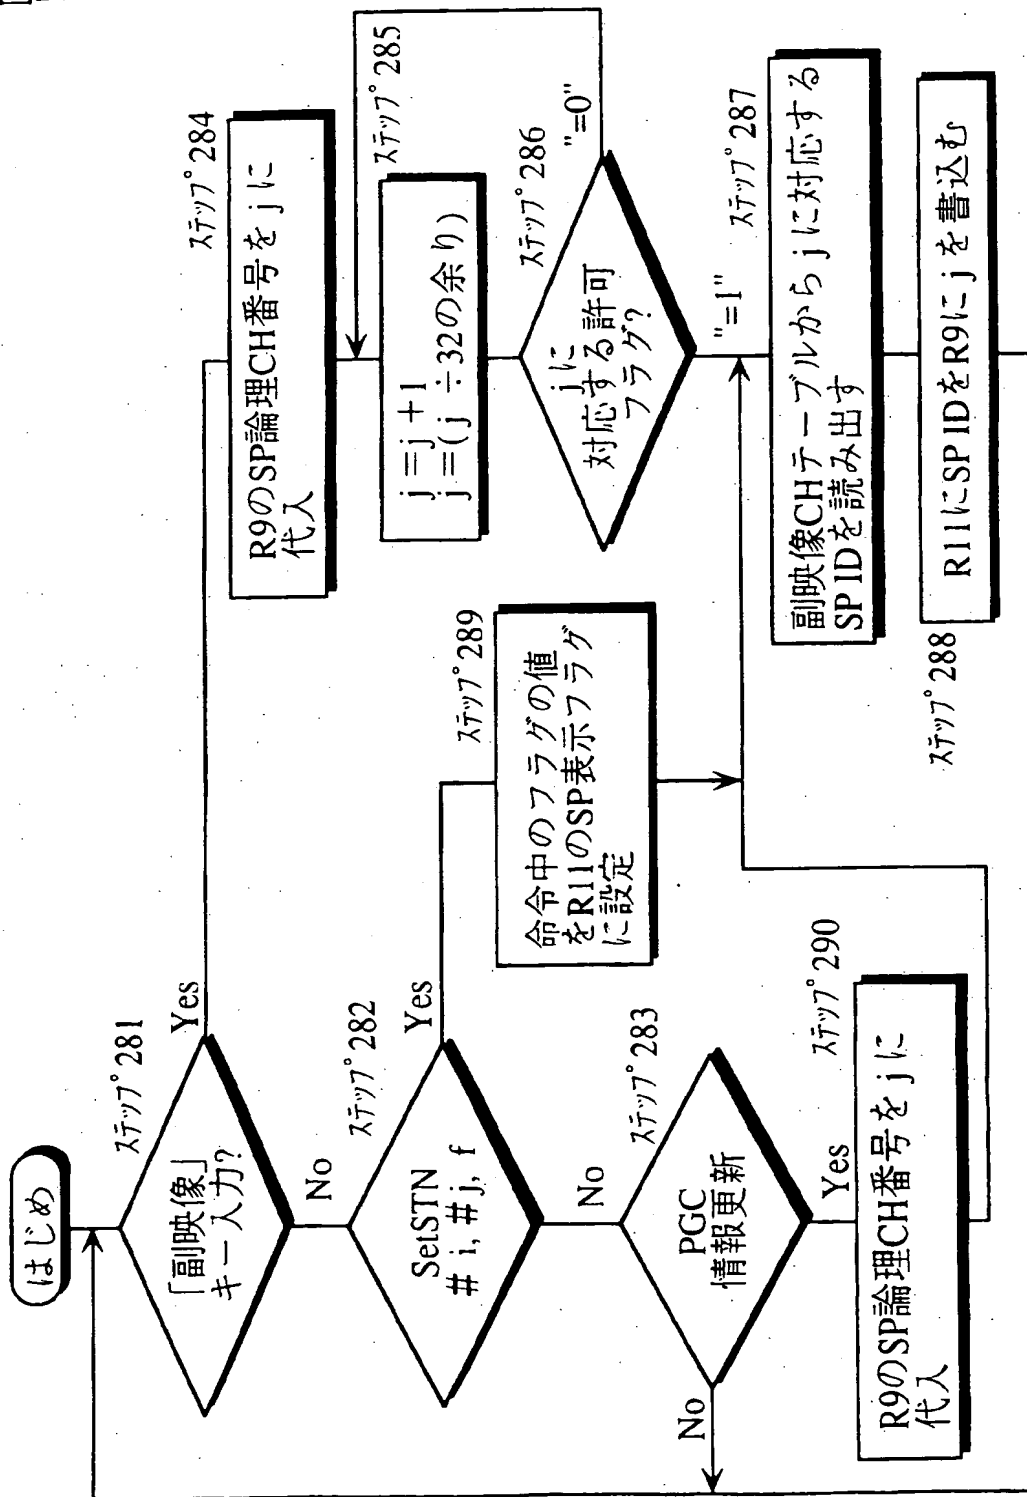 はじめ
ステップ281
「副映像」
キー入力?
Yes
No
ステップ282
SetSTN
# i, # j, f
Yes
No
ステップ283
PGC
情報更新
No
Yes
ステップ284
R9のSP論理CH番号を j に
代入
ステップ285
j = j + 1
j =( j ÷32の余り)
ステップ286
j に
対応する許可
フラグ?
"=0"
"=1"
ステップ287
副映像CHテーブルから j に対応する
SP IDを読み出す
ステップ288
R11にSP IDをR9に j を書込む
ステップ289
命令中のフラグの値
をR11のSP表示フラグ
に設定
ステップ290
R9のSP論理CH番号を j に
代入